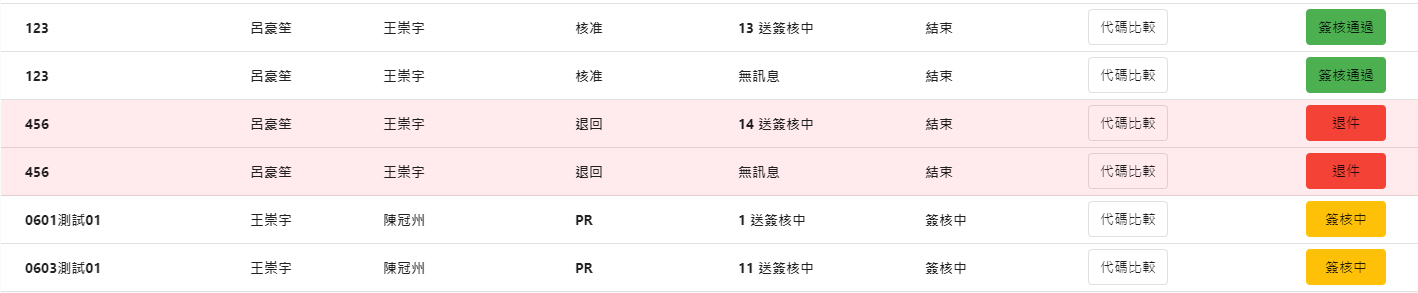 123 呂豪笙 王崇宇 核准 13 送簽核中 結束 代碼比較 簽核通過
123 呂豪笙 王崇宇 核准 無訊息 結束 代碼比較 簽核通過
456 呂豪笙 王崇宇 退回 14 送簽核中 結束 代碼比較 退件
456 呂豪笙 王崇宇 退回 無訊息 結束 代碼比較 退件
0601測試01 王崇宇 陳冠州 PR 1 送簽核中 簽核中 代碼比較 簽核中
0603測試01 王崇宇 陳冠州 PR 11 送簽核中 簽核中 代碼比較 簽核中